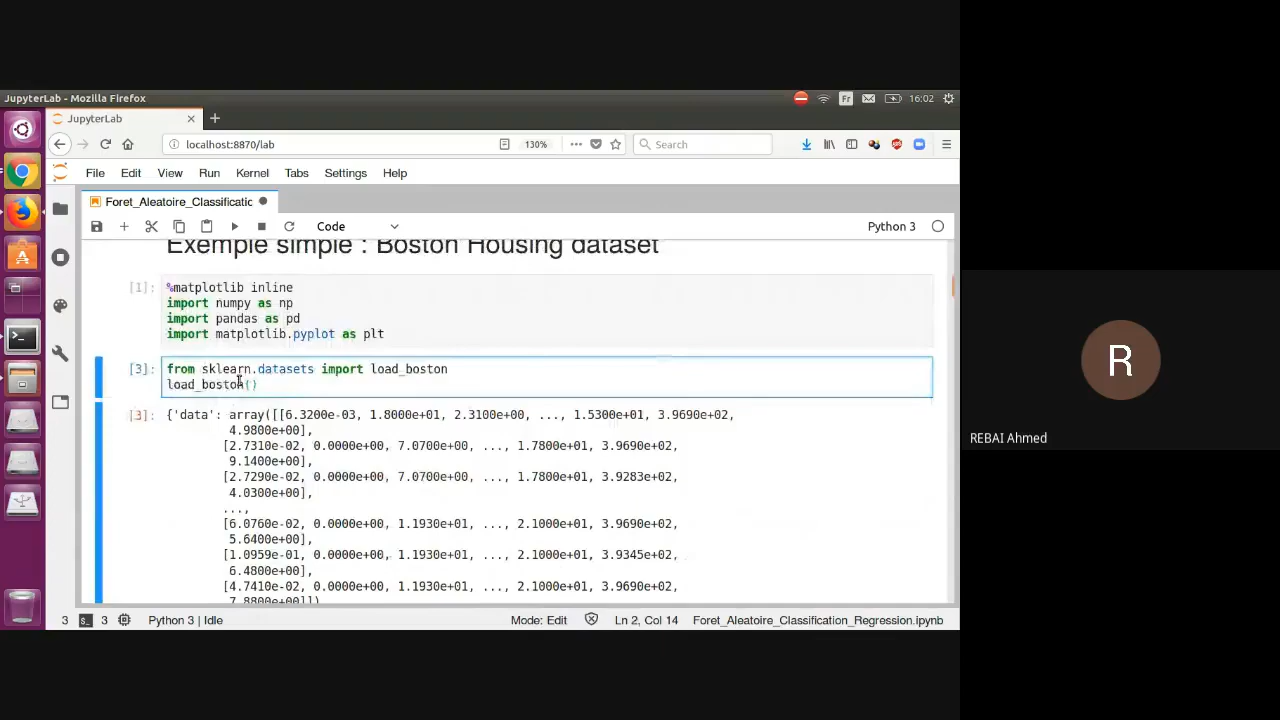 JupyterLab - Mozilla Firefox
Fr
16:02
JupyterLab
localhost:8870/lab
130%
Search
File Edit View Run Kernel Tabs Settings Help
Foret_Aleatoire_Classificatic
Code
Python 3
Exemple simple : Boston Housing dataset
[1]: %matplotlib inline
import numpy as np
import pandas as pd
import matplotlib.pyplot as plt
[3]: from sklearn.datasets import load_boston
load_boston()
[3]: {'data': array([[6.3200e-03, 1.8000e+01, 2.3100e+00, ..., 1.5300e+01, 3.9690e+02,
4.9800e+00],
[2.7310e-02, 0.0000e+00, 7.0700e+00, ..., 1.7800e+01, 3.9690e+02,
9.1400e+00],
[2.7290e-02, 0.0000e+00, 7.0700e+00, ..., 1.7800e+01, 3.9283e+02,
4.0300e+00],
...,
[6.0760e-02, 0.0000e+00, 1.1930e+01, ..., 2.1000e+01, 3.9690e+02,
5.6400e+00],
[1.0959e-01, 0.0000e+00, 1.1930e+01, ..., 2.1000e+01, 3.9345e+02,
6.4800e+00],
[4.7410e-02, 0.0000e+00, 1.1930e+01, ..., 2.1000e+01, 3.9690e+02,
7.8800e+00]])
3 3 Python 3 | Idle Mode: Edit Ln 2, Col 14 Foret_Aleatoire_Classification_Regression.ipynb
R
REBAI Ahmed